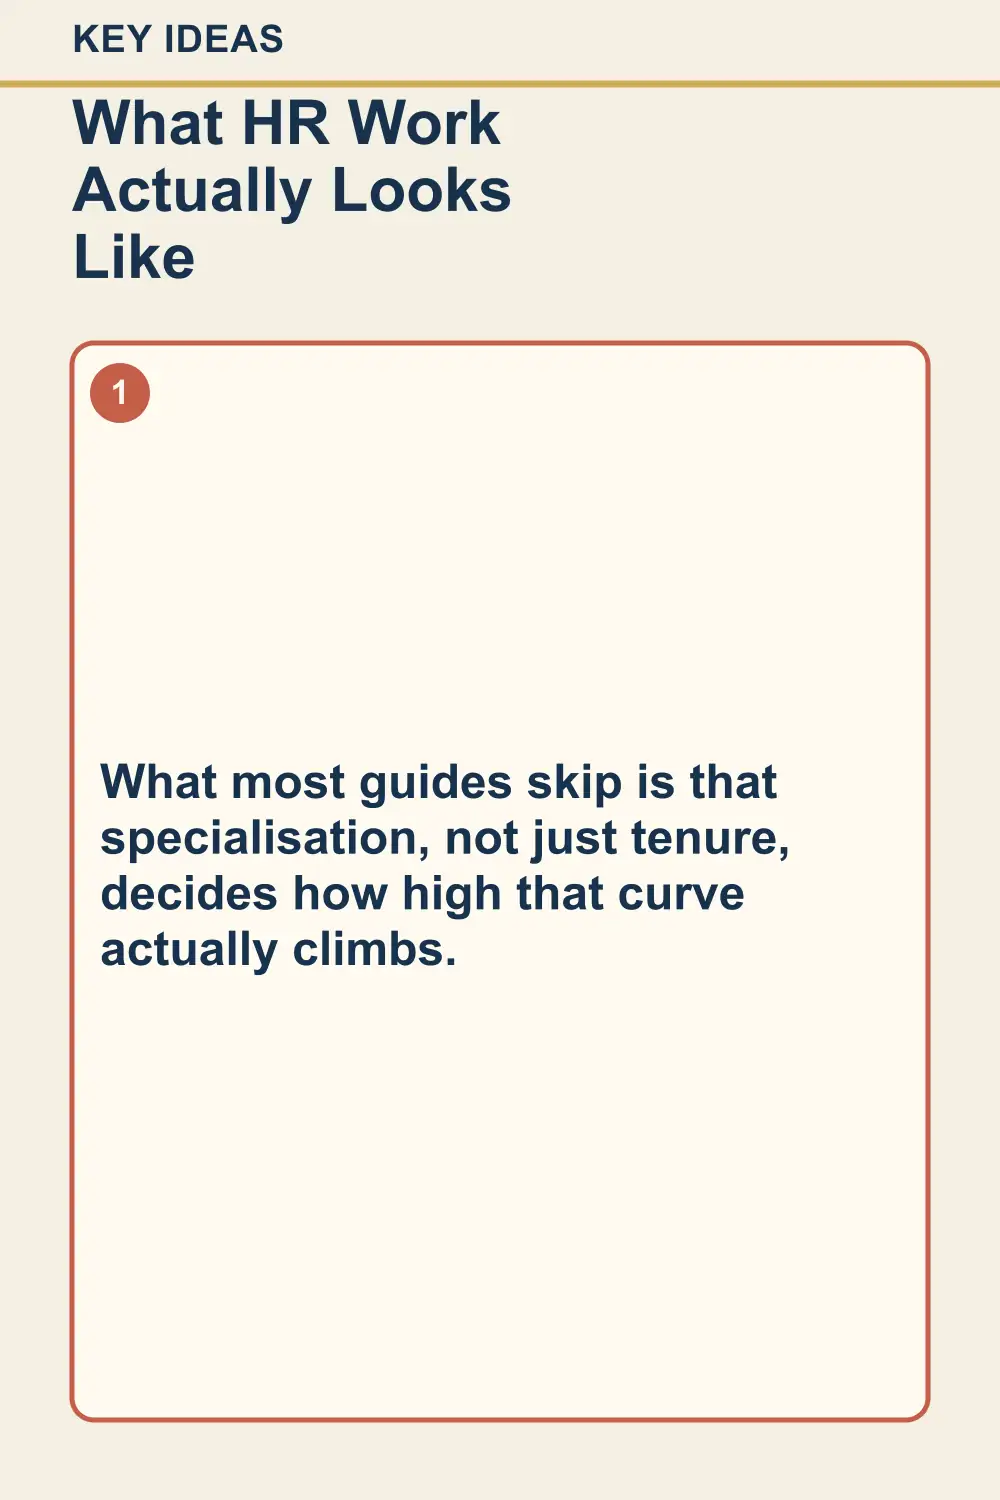 KEY IDEAS
What HR Work
Actually Looks
Like
1
What most guides skip is that
specialisation, not just tenure,
decides how high that curve
actually climbs.